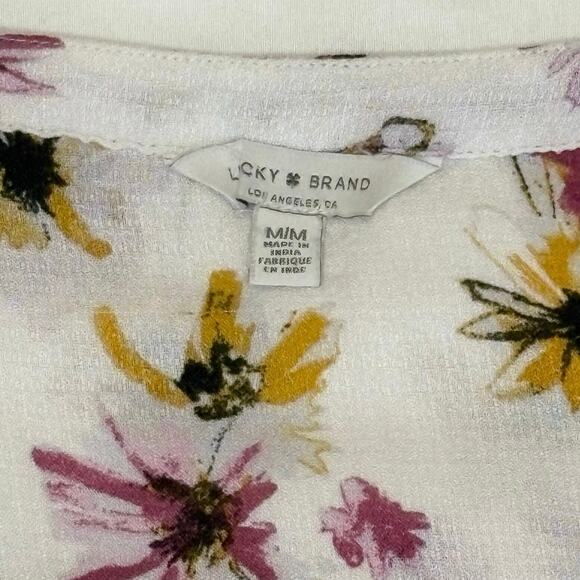 LUCKY BRAND
LOS ANGELES, CA
M/M
MADE IN
INDIA
FABRIQUE
EN INDE